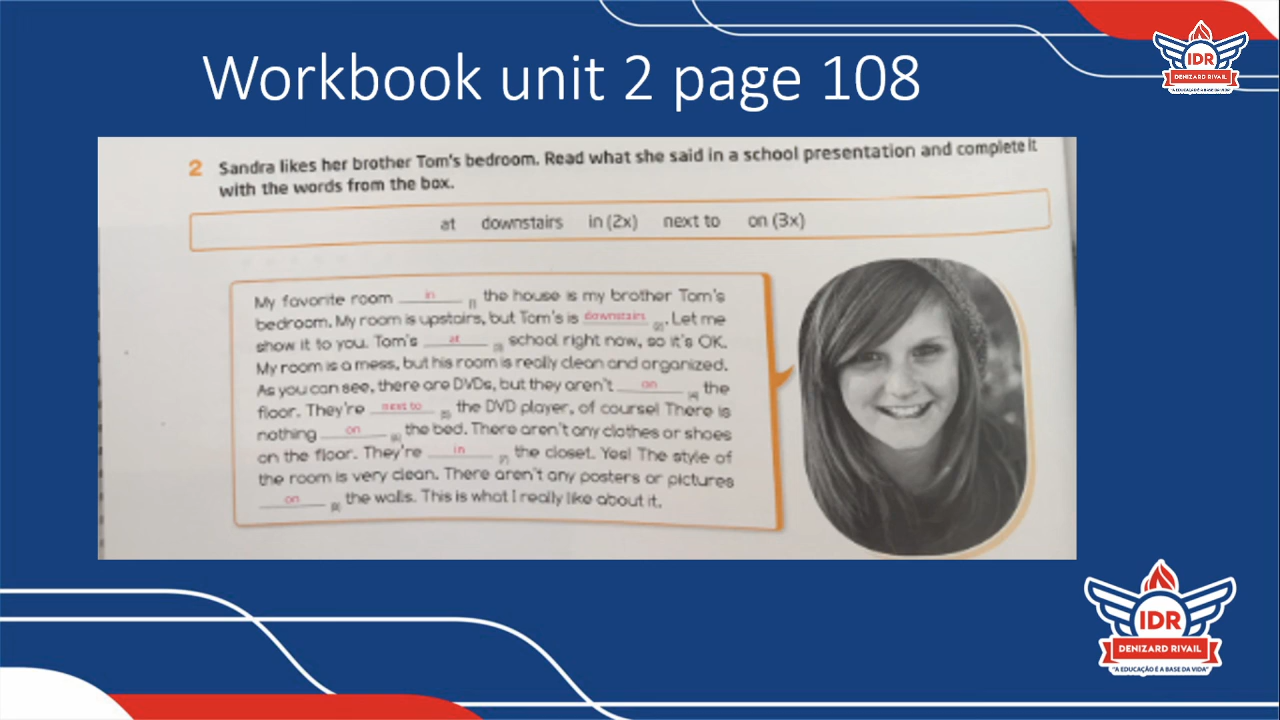 Workbook unit 2 page 108
IDR
DENIZARD RIVAIL
"A EDUCAÇÃO É A BASE DA VIDA"
2 Sandra likes her brother Tom's bedroom. Read what she said in a school presentation and complete it
with the words from the box.
at downstairs in (2x) next to on (3x)
My favorite room in [1] the house is my brother Tom's
bedroom. My room is upstairs, but Tom's is downstairs [2]. Let me
show it to you. Tom's at [3] school right now, so it's OK.
My room is a mess, but his room is really clean and organized.
As you can see, there are DVDs, but they aren't on [4] the
floor. They're next to [5] the DVD player, of course! There is
nothing on [6] the bed. There aren't any clothes or shoes
on the floor. They're in [7] the closet. Yes! The style of
the room is very clean. There aren't any posters or pictures
on [8] the walls. This is what I really like about it.
IDR
DENIZARD RIVAIL
"A EDUCAÇÃO É A BASE DA VIDA"